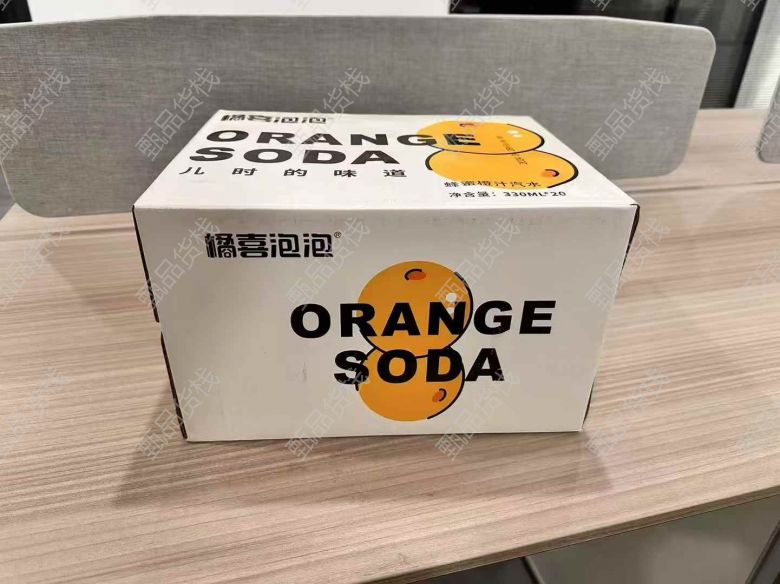 橘喜泡泡
ORANGE
SODA
儿时的味道
蜂蜜橙汁汽水
净含量：330ML*20
橘喜泡泡®
ORANGE
SODA
甄品货栈